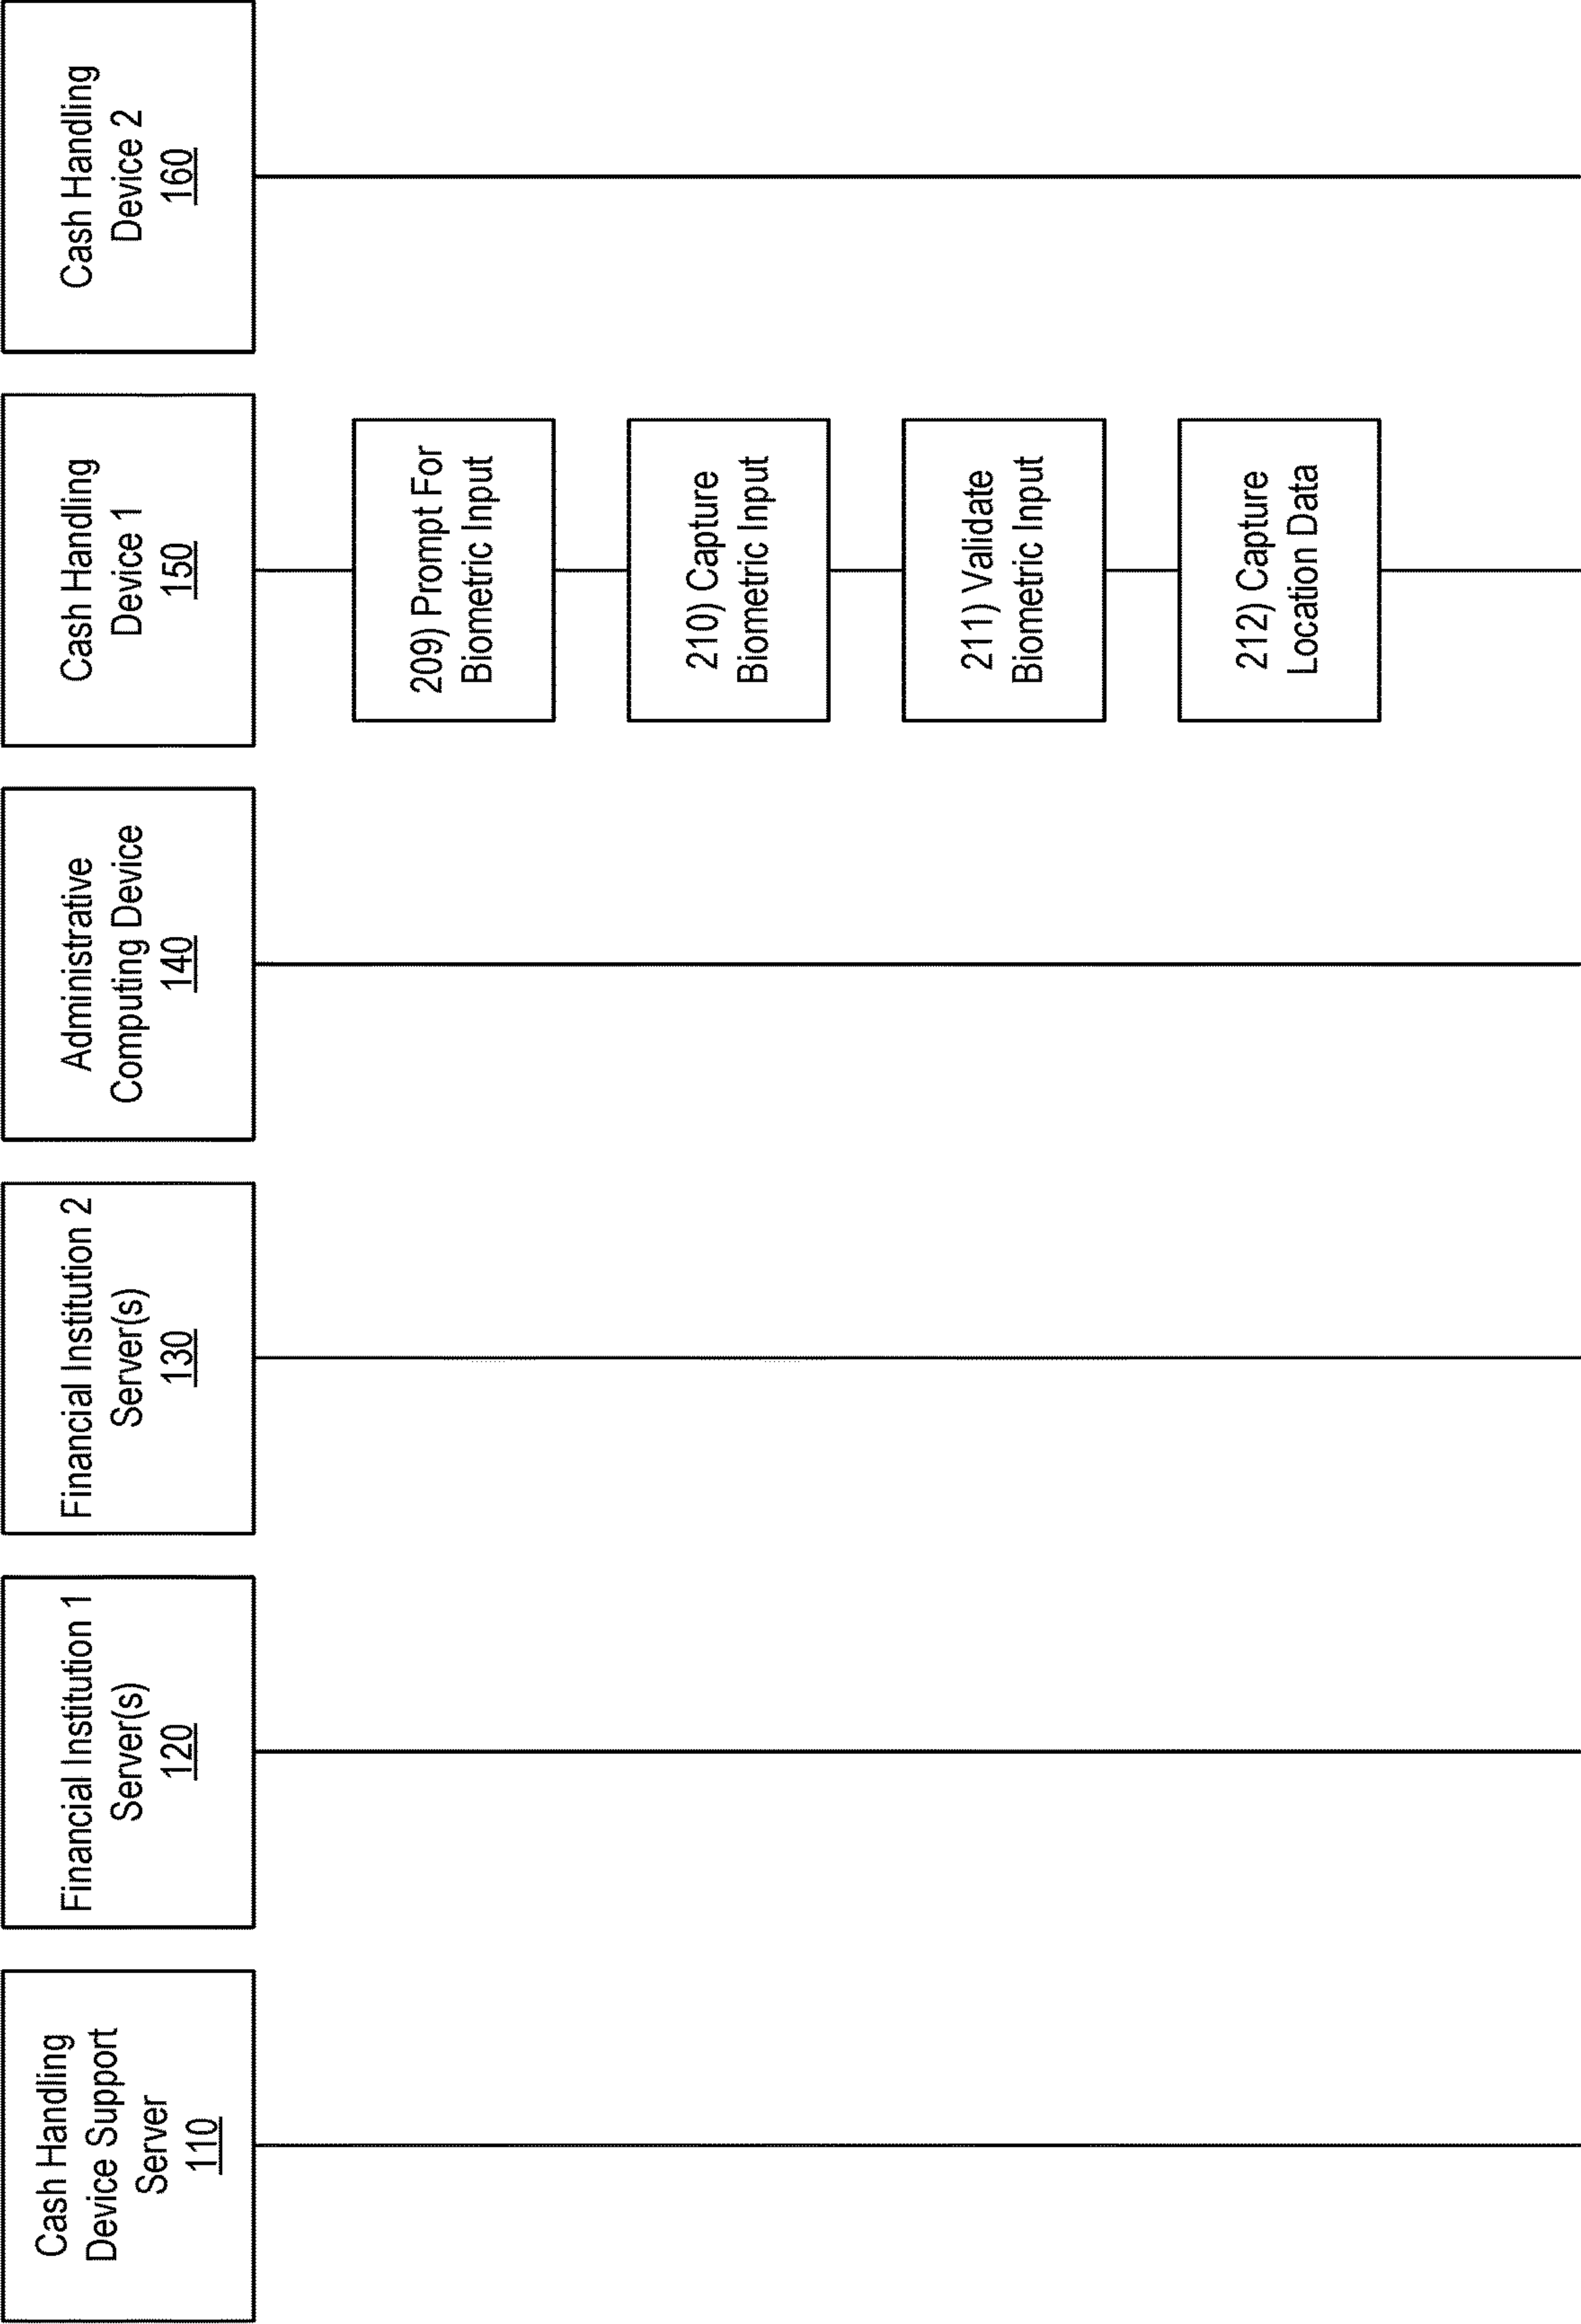 Cash Handling
Device Support
Server
110
Financial Institution 1
Server(s)
120
Financial Institution 2
Server(s)
130
Administrative
Computing Device
140
Cash Handling
Device 1
150
Cash Handling
Device 2
160
209) Prompt For
Biometric Input
210) Capture
Biometric Input
211) Validate
Biometric Input
212) Capture
Location Data